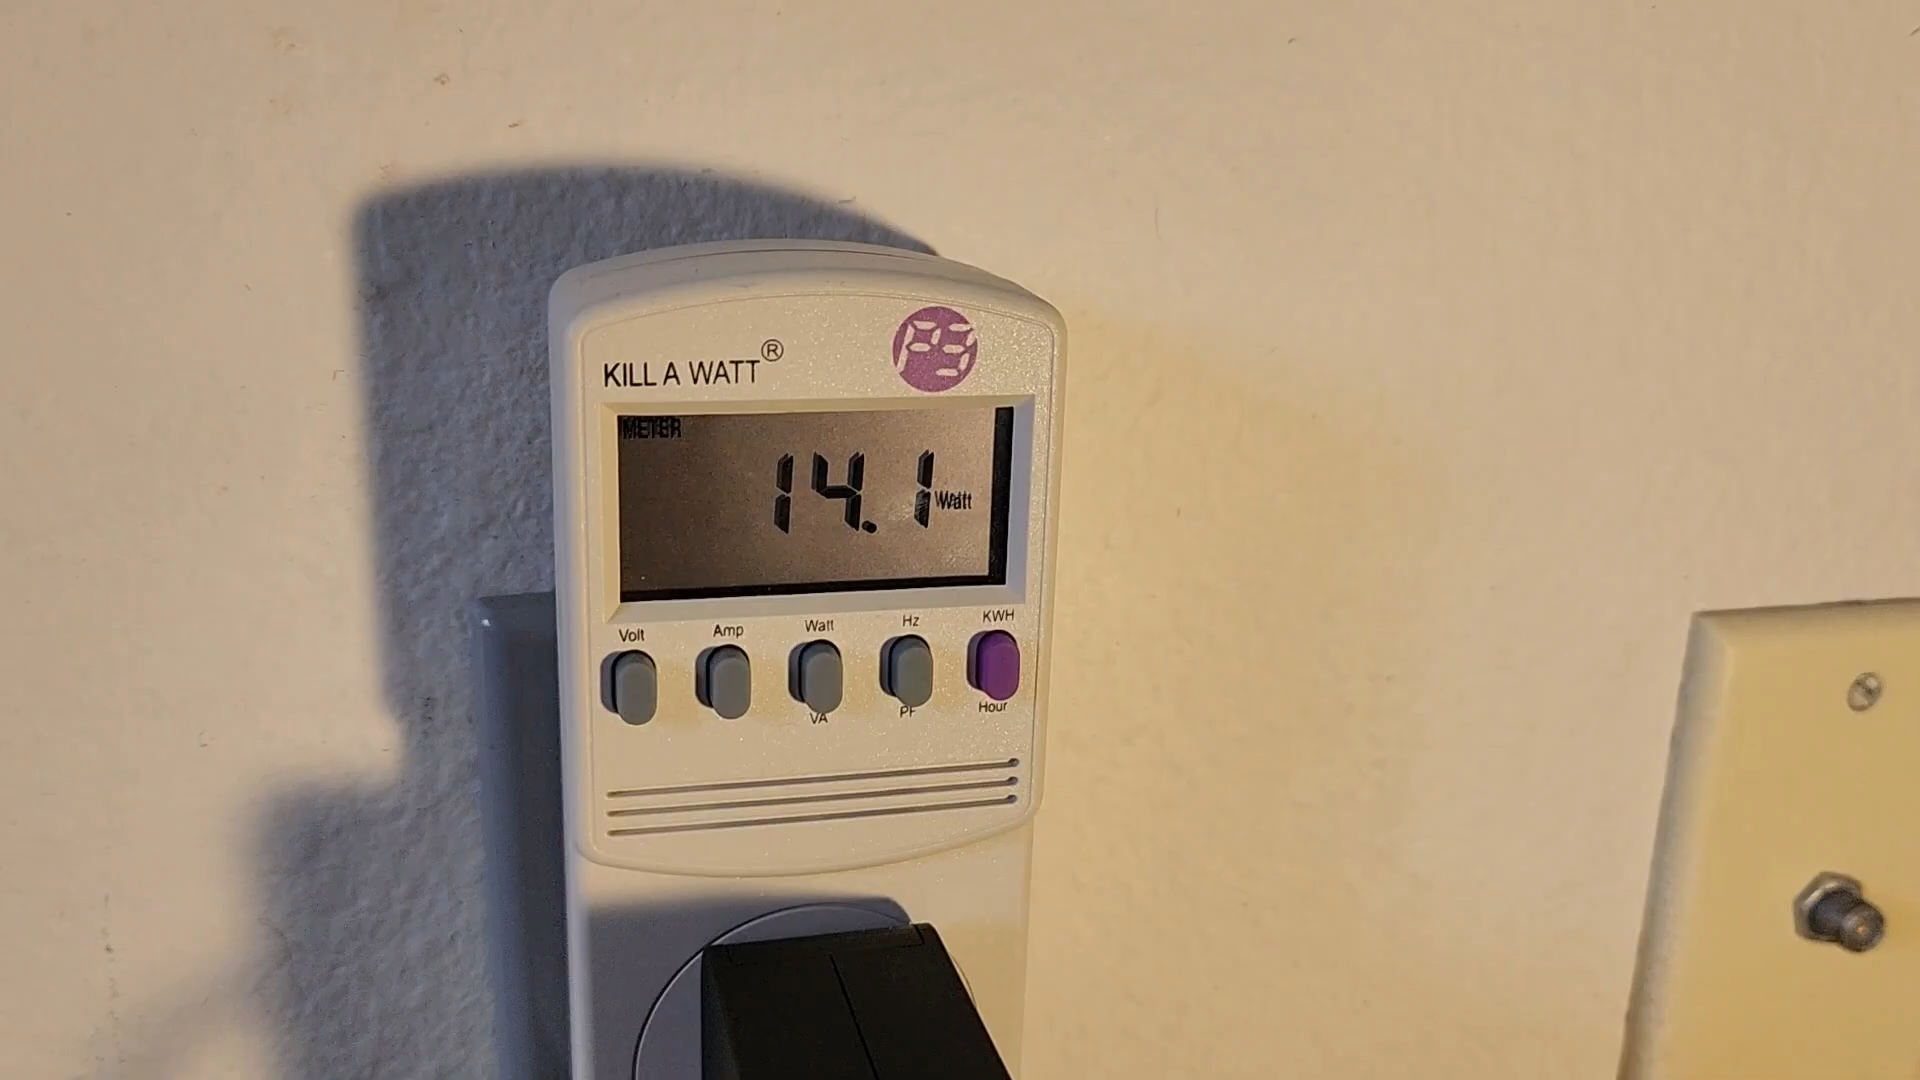 KILL A WATT®
P3
METER
14.1 Watt
Volt Amp Watt Hz KWH
VA PF Hour